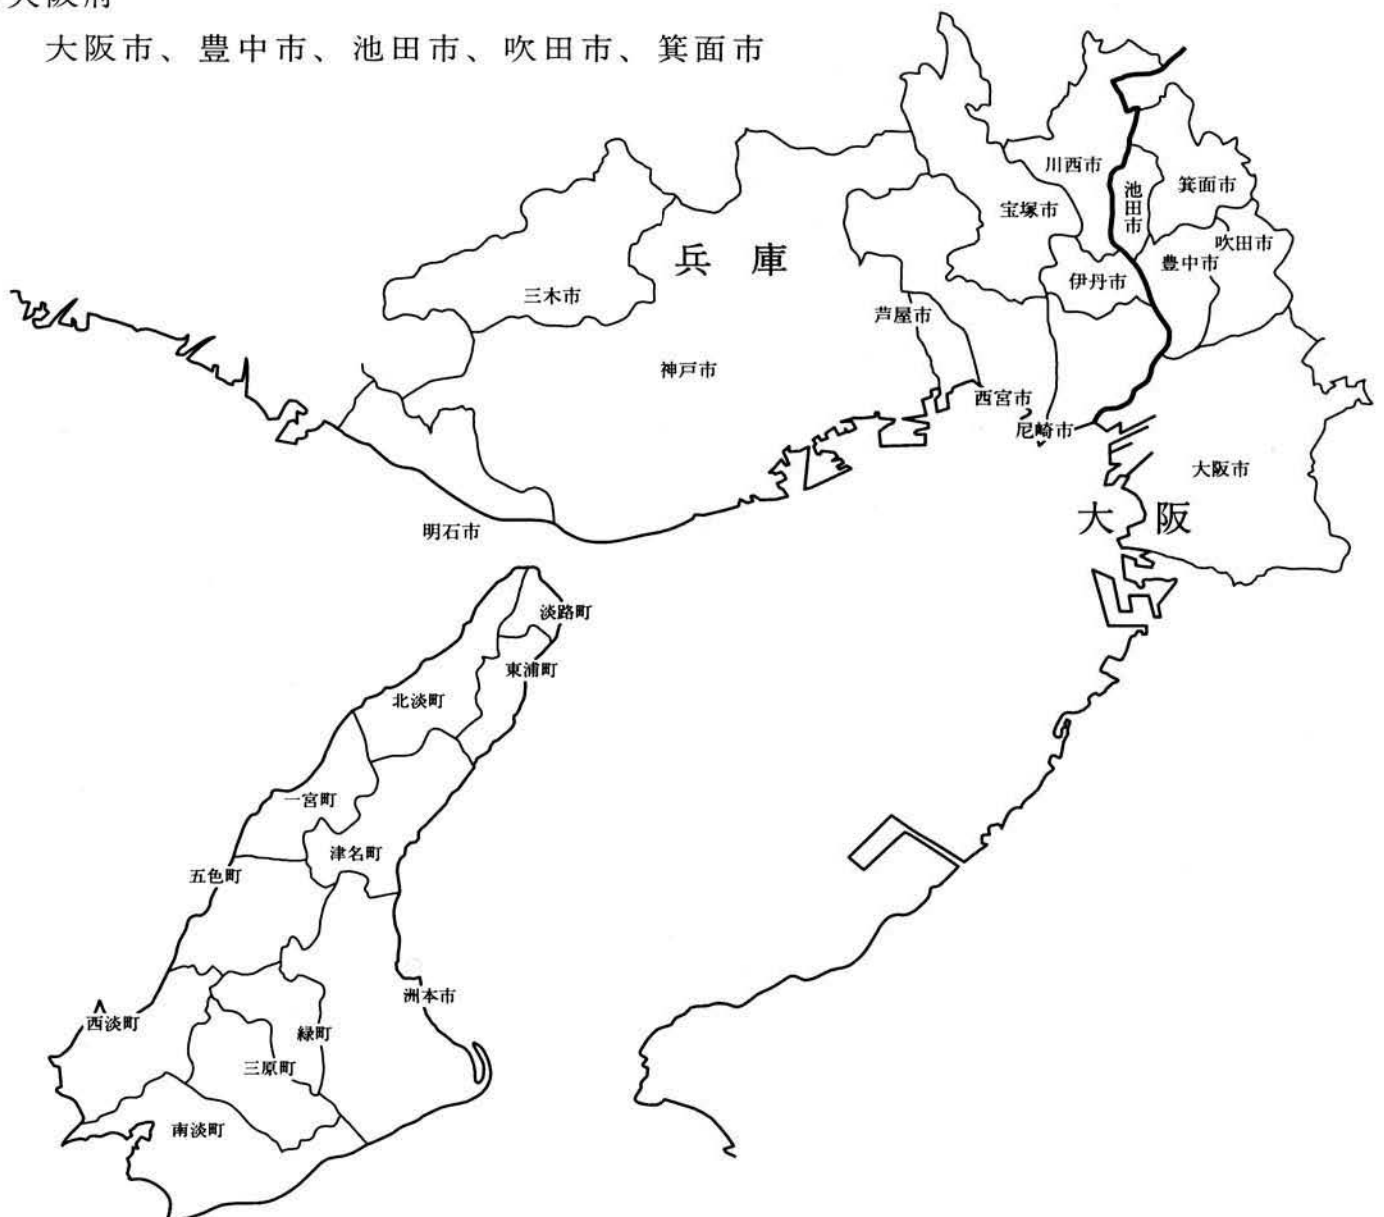 大阪府
大阪市、豊中市、池田市、吹田市、箕面市
川西市
池田市
箕面市
宝塚市
吹田市
豊中市
兵庫
伊丹市
三木市
芦屋市
神戸市
西宮市
尼崎市
大阪市
大阪
明石市
淡路町
東浦町
北淡町
一宮町
津名町
五色町
洲本市
西淡町
緑町
三原町
南淡町